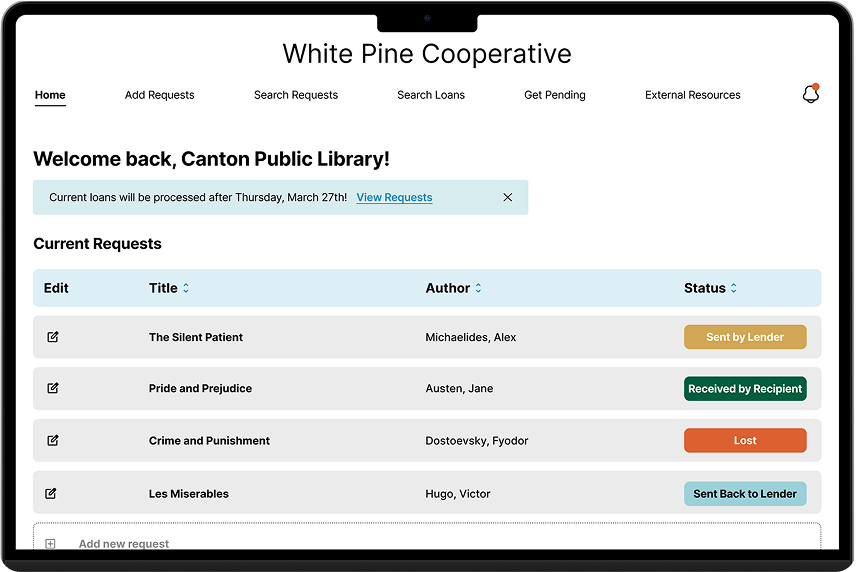 White Pine Cooperative
Home Add Requests Search Requests Search Loans Get Pending External Resources
Welcome back, Canton Public Library!
Current loans will be processed after Thursday, March 27th! View Requests
Current Requests
Edit Title Author Status
The Silent Patient Michaelides, Alex Sent by Lender
Pride and Prejudice Austen, Jane Received by Recipient
Crime and Punishment Dostoevsky, Fyodor Lost
Les Miserables Hugo, Victor Sent Back to Lender
Add new request